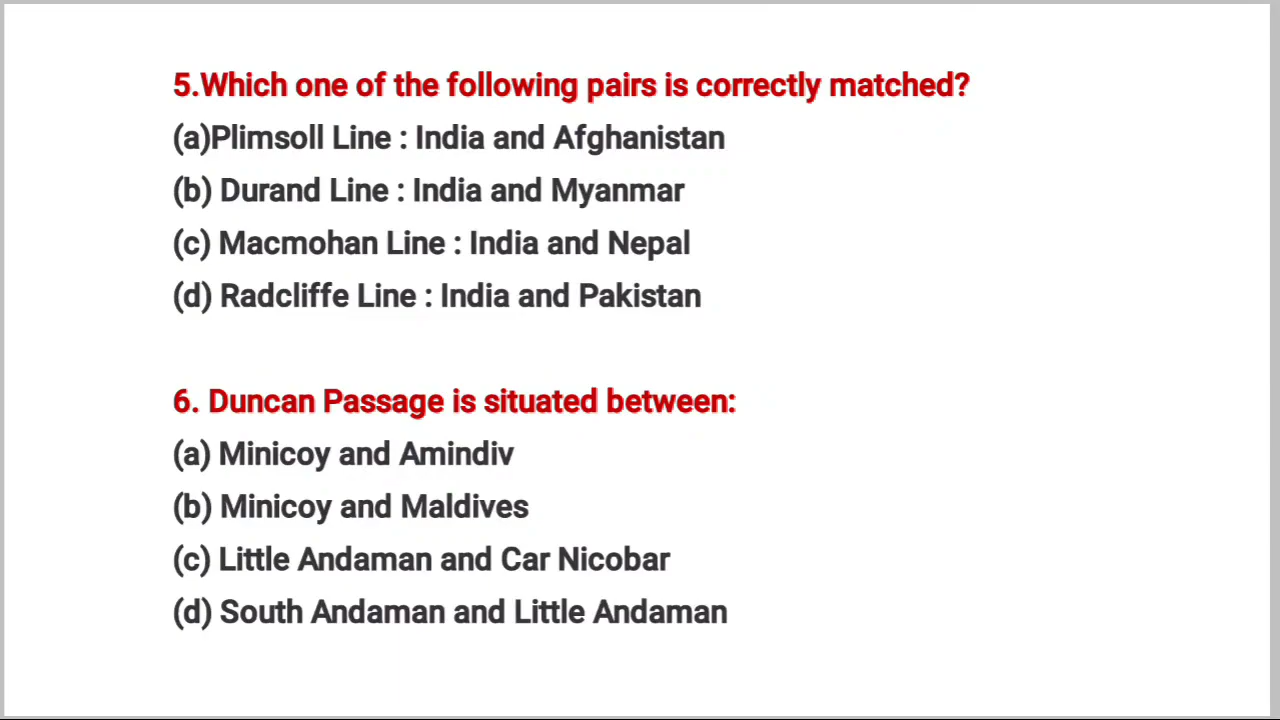 5.Which one of the following pairs is correctly matched?
(a)Plimsoll Line : India and Afghanistan
(b) Durand Line : India and Myanmar
(c) Macmohan Line : India and Nepal
(d) Radcliffe Line : India and Pakistan
6. Duncan Passage is situated between:
(a) Minicoy and Amindiv
(b) Minicoy and Maldives
(c) Little Andaman and Car Nicobar
(d) South Andaman and Little Andaman